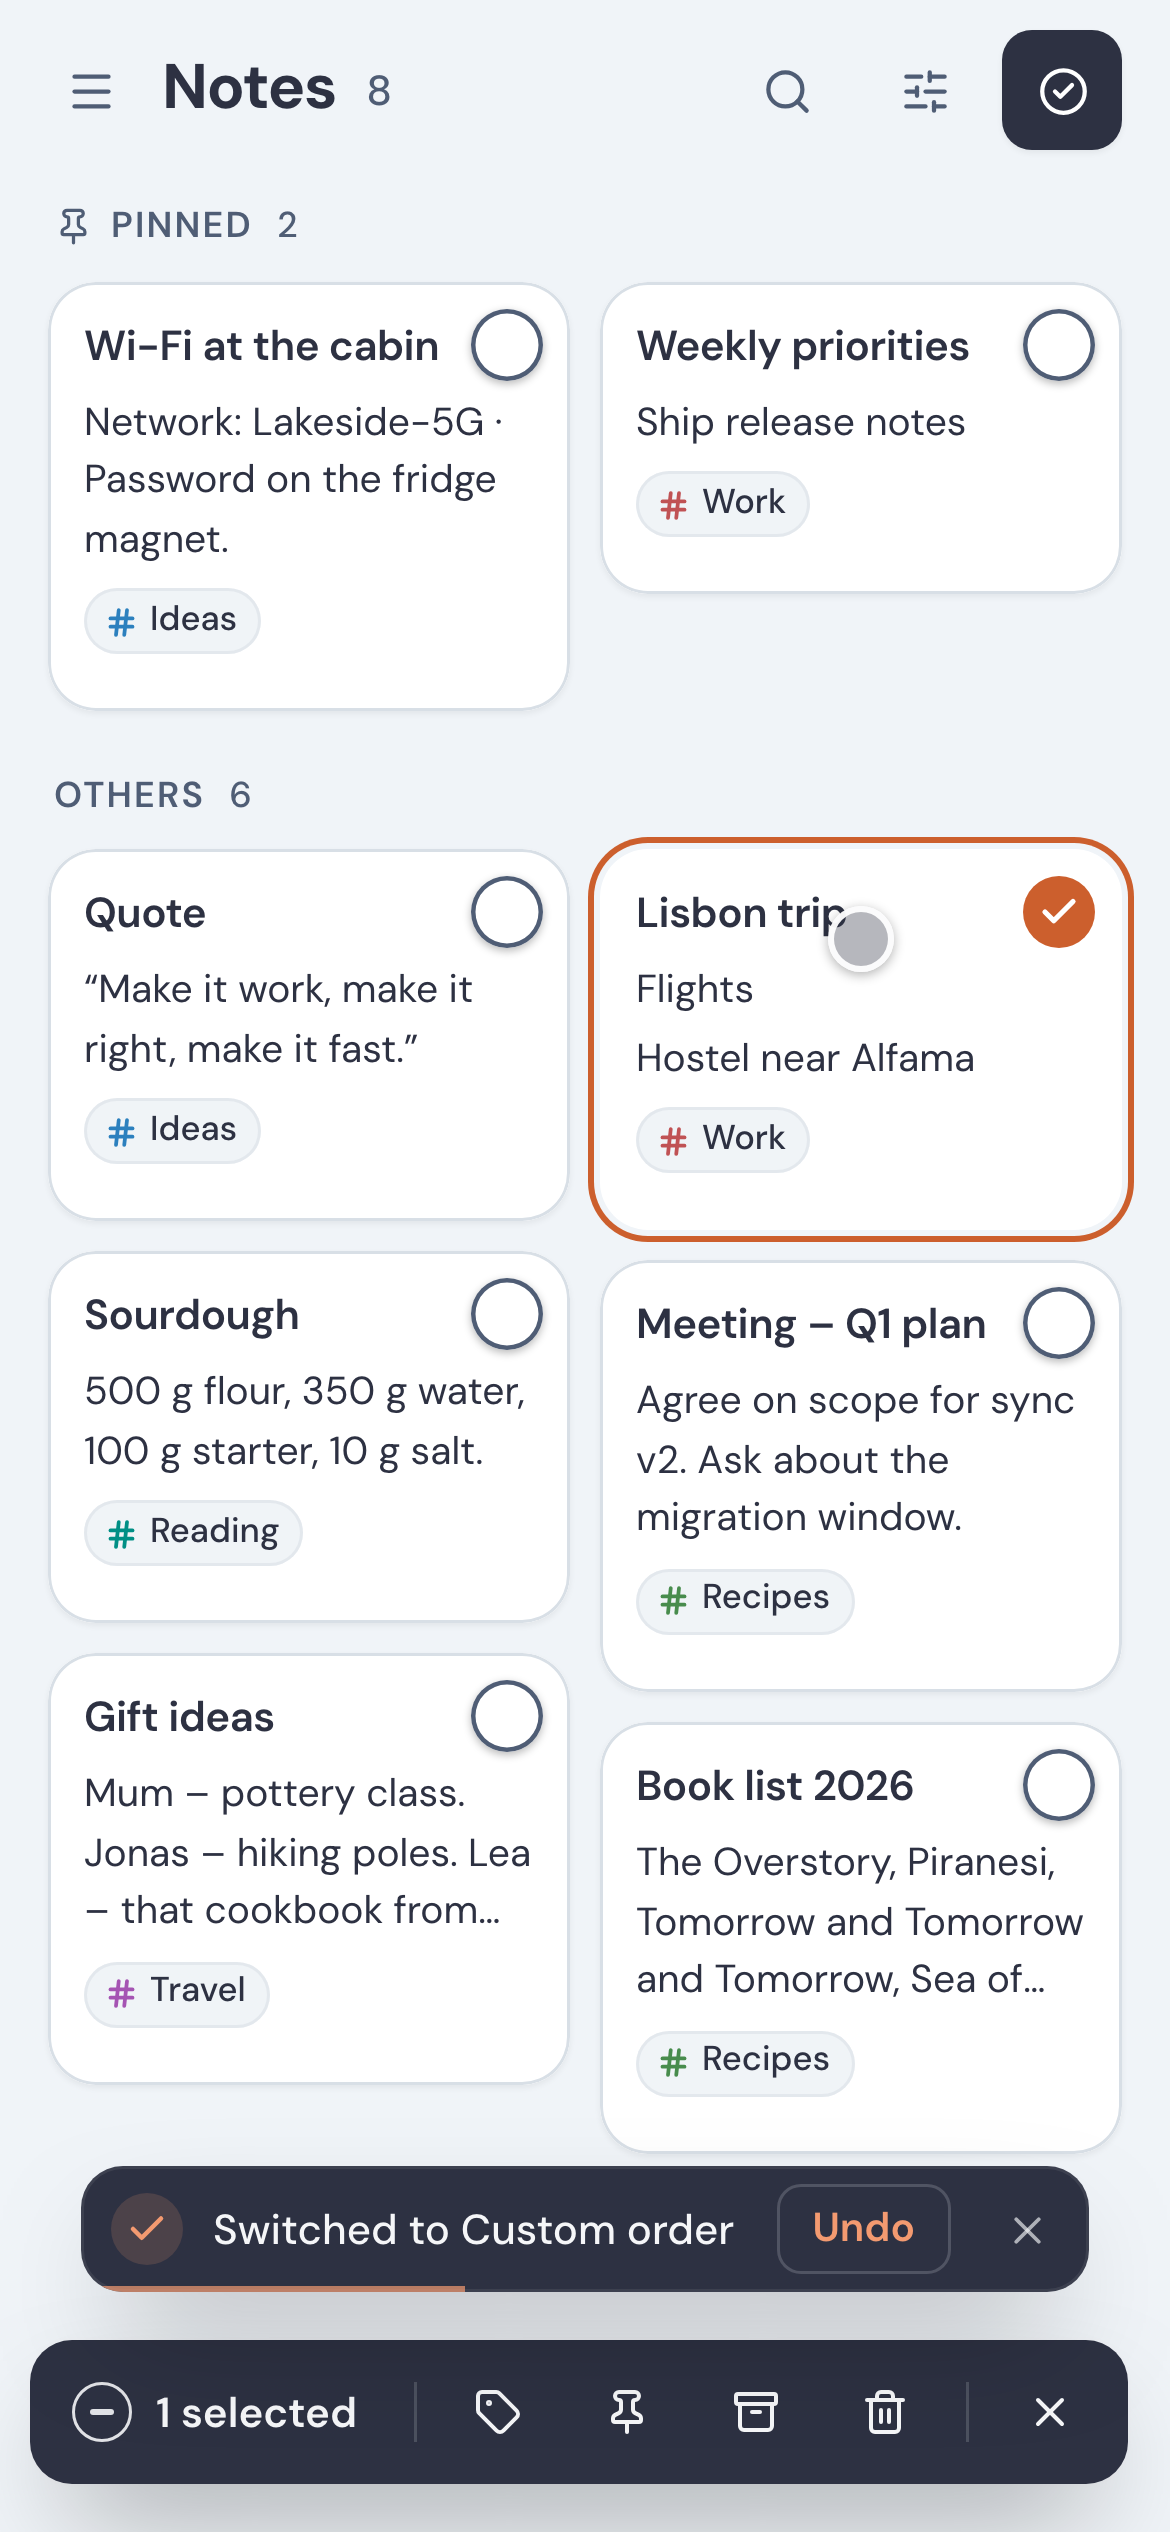 Notes 8
PINNED 2
Wi-Fi at the cabin
Network: Lakeside-5G ·
Password on the fridge
magnet.
# Ideas
Weekly priorities
Ship release notes
# Work
OTHERS 6
Quote
“Make it work, make it
right, make it fast.”
# Ideas
Lisbon trip
Flights
Hostel near Alfama
# Work
Sourdough
500 g flour, 350 g water,
100 g starter, 10 g salt.
# Reading
Meeting – Q1 plan
Agree on scope for sync
v2. Ask about the
migration window.
# Recipes
Gift ideas
Mum – pottery class.
Jonas – hiking poles. Lea
– that cookbook from...
# Travel
Book list 2026
The Overstory, Piranesi,
Tomorrow and Tomorrow
and Tomorrow, Sea of...
# Recipes
Switched to Custom order Undo
1 selected